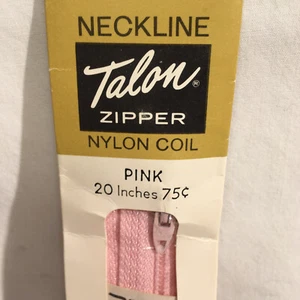 NECKLINE
Talon®
ZIPPER
NYLON COIL
PINK
20 Inches 75¢